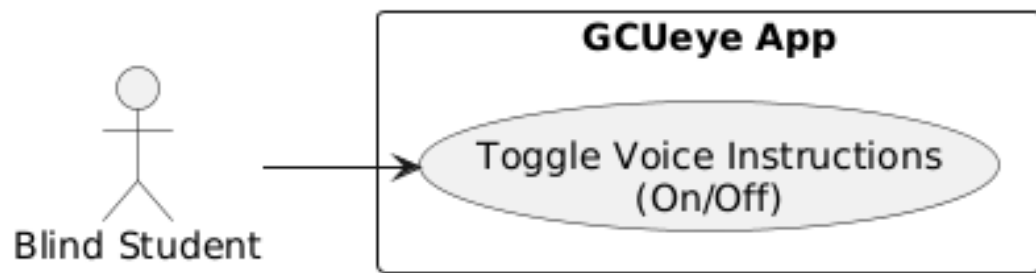 GCUeye App
Toggle Voice Instructions
(On/Off)
Blind Student